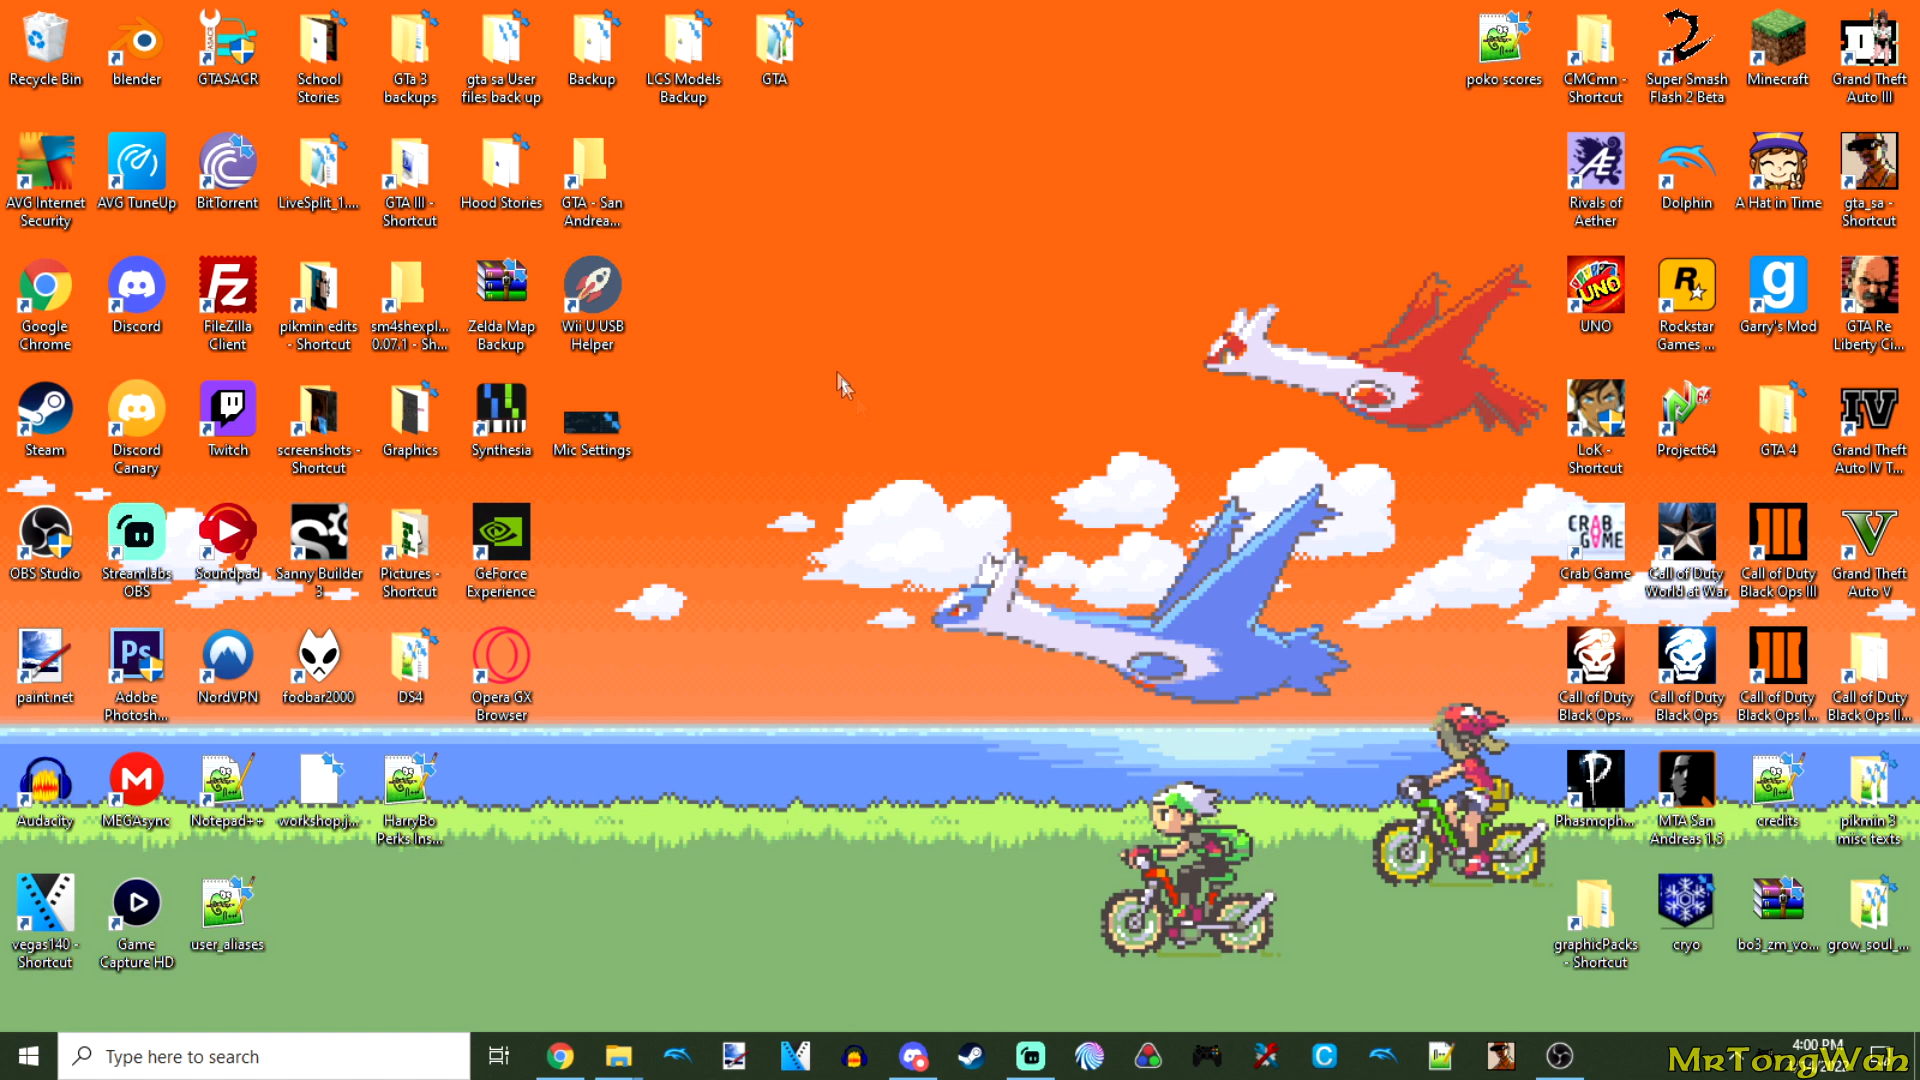 Recycle Bin
blender
GTASACR
School
Stories
GTa 3
backups
gta sa User
files back up
Backup
LCS Models
Backup
GTA
poko scores
CMCmn -
Shortcut
Super Smash
Flash 2 Beta
Minecraft
Grand Theft
Auto III
AVG Internet
Security
AVG TuneUp
BitTorrent
LiveSplit_1....
GTA III -
Shortcut
Hood Stories
GTA - San
Andrea...
Rivals of
Aether
Dolphin
A Hat in Time
gta_sa -
Shortcut
Google
Chrome
Discord
FileZilla
Client
pikmin edits
- Shortcut
sm4shexpl...
0.07.1 - Sh...
Zelda Map
Backup
Wii U USB
Helper
UNO
UNO
Rockstar
Games ...
Garry's Mod
GTA Re
Liberty Ci...
Steam
Discord
Canary
Twitch
screenshots -
Shortcut
Graphics
Synthesia
Mic Settings
LoK -
Shortcut
64
Project64
GTA 4
IV
Grand Theft
Auto IV T...
OBS Studio
Streamlabs
OBS
Soundpad
Sanny Builder
3
Pictures -
Shortcut
GeForce
Experience
CRAB
GAME
Crab Game
Call of Duty
World at War
Call of Duty
Black Ops III
V
Grand Theft
Auto V
paint.net
Ps
Adobe
Photosh...
NordVPN
foobar2000
DS4
Opera GX
Browser
Call of Duty
Black Ops...
Call of Duty
Black Ops
Call of Duty
Black Ops I...
Call of Duty
Black Ops II...
Audacity
MEGAsync
Notepad++
workshop.j...
HarryBo
Perks Ins...
Phasmoph...
MTA San
Andreas 1.5
credits
pikmin 3
misc texts
vegas140 -
Shortcut
Game
Capture HD
user_aliases
graphicPacks
- Shortcut
cryo
bo3_zm_vo...
grow_soul_...
Type here to search
4:00 PM
MrTongWah